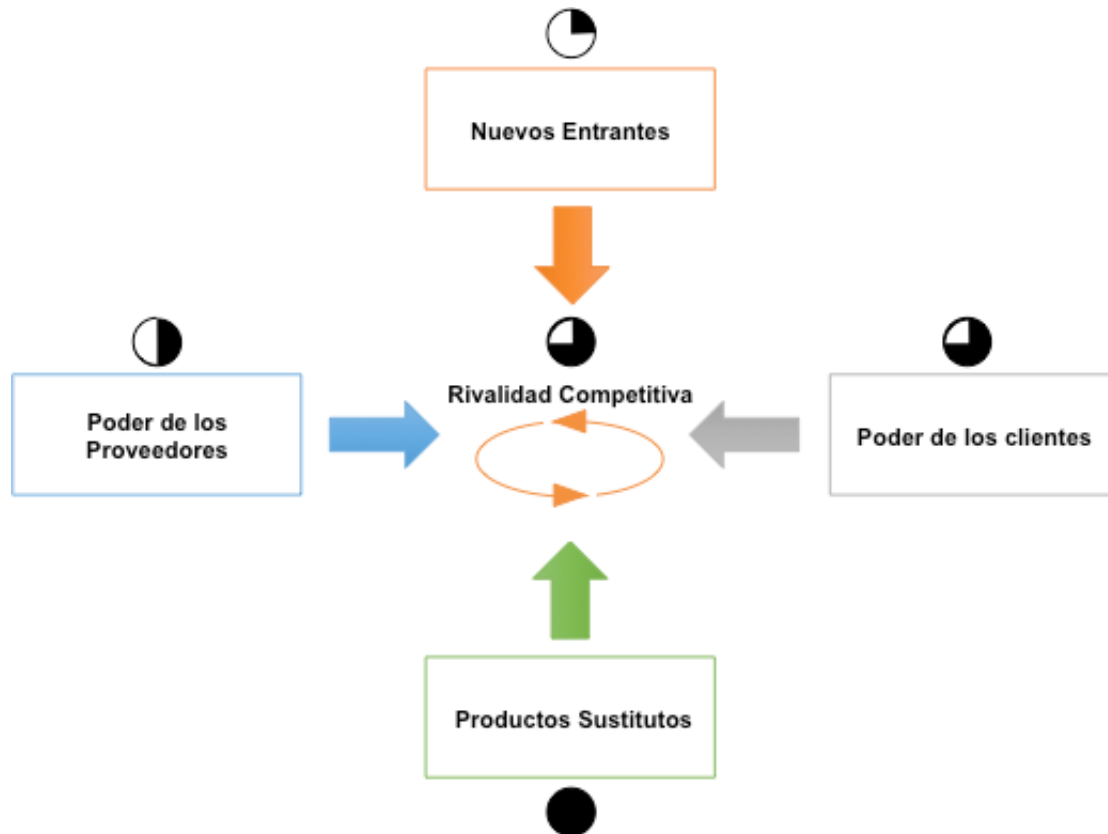 Nuevos Entrantes
Rivalidad Competitiva
Poder de los
Proveedores
Poder de los clientes
Productos Sustitutos